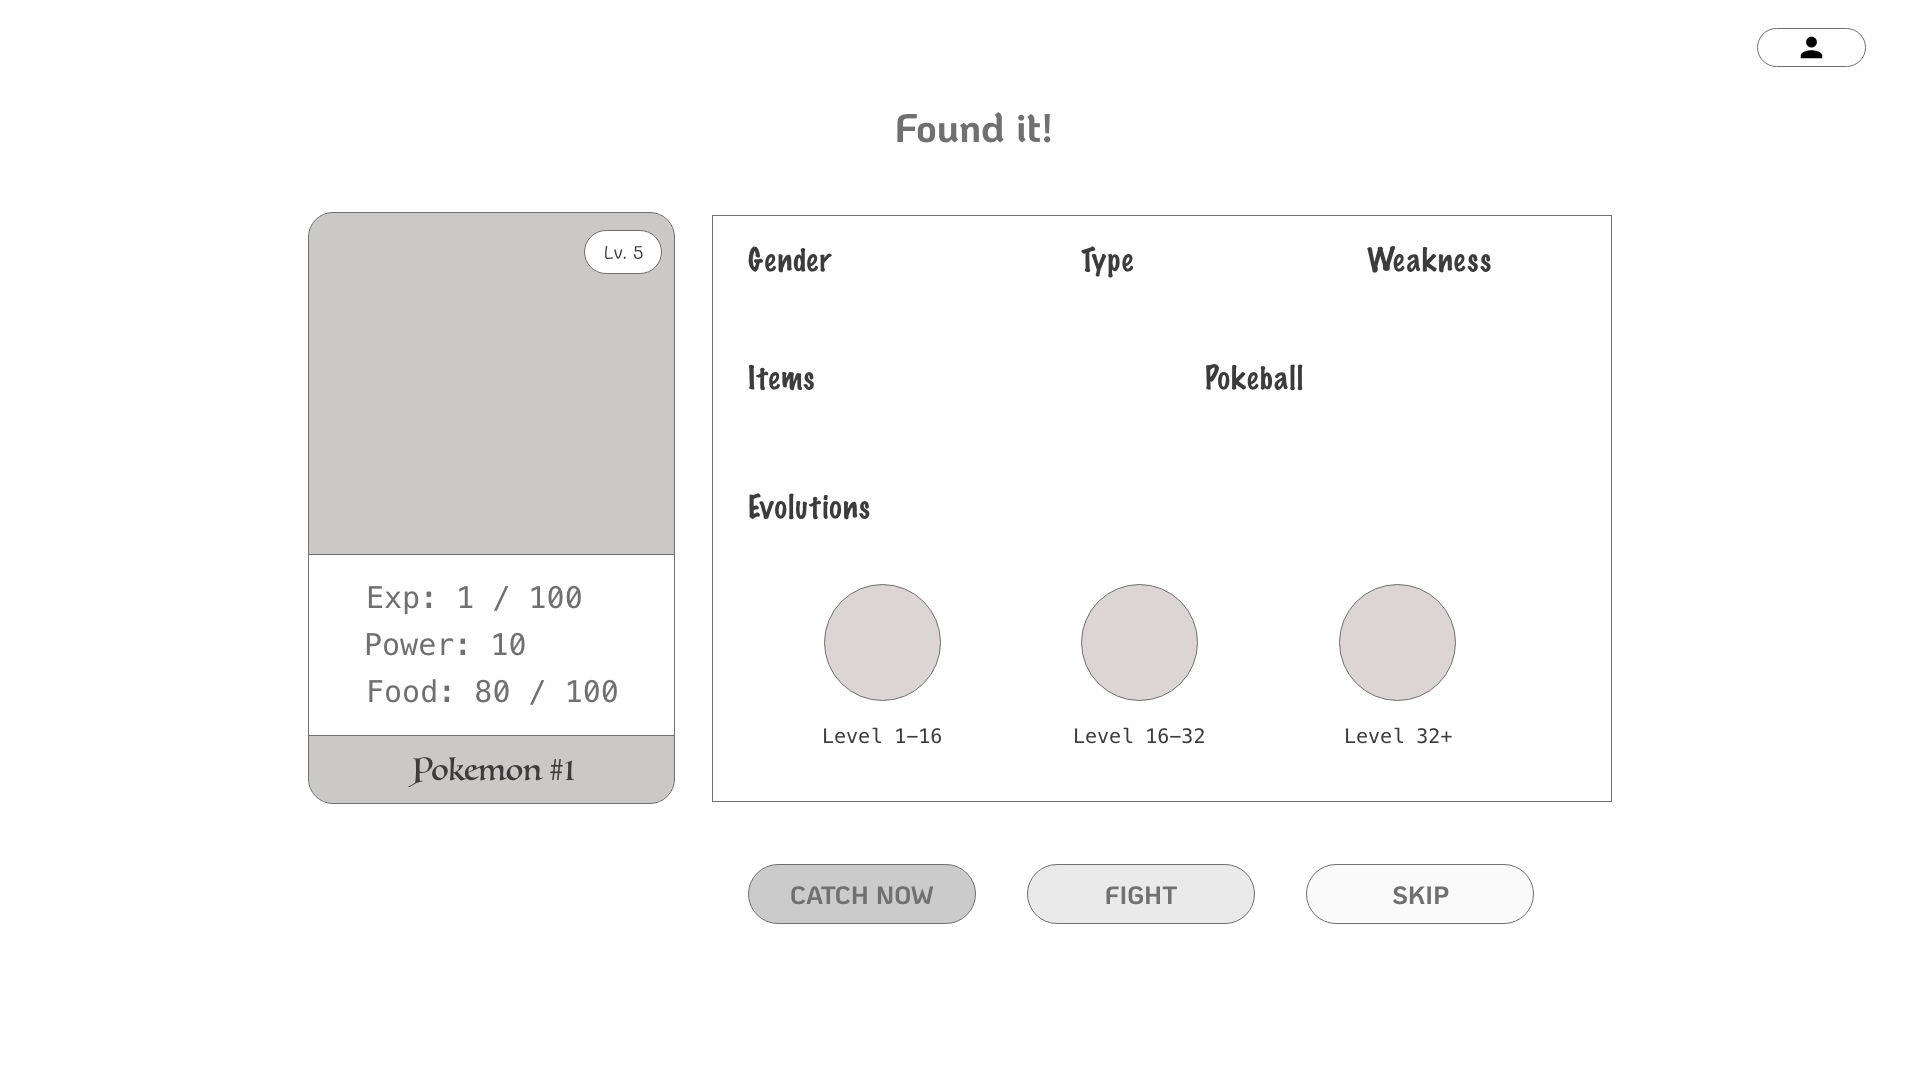 Found it!
Lv. 5
Exp: 1 / 100
Power: 10
Food: 80 / 100
Pokemon #1
Gender
Type
Weakness
Items
Pokeball
Evolutions
Level 1–16
Level 16–32
Level 32+
CATCH NOW
FIGHT
SKIP